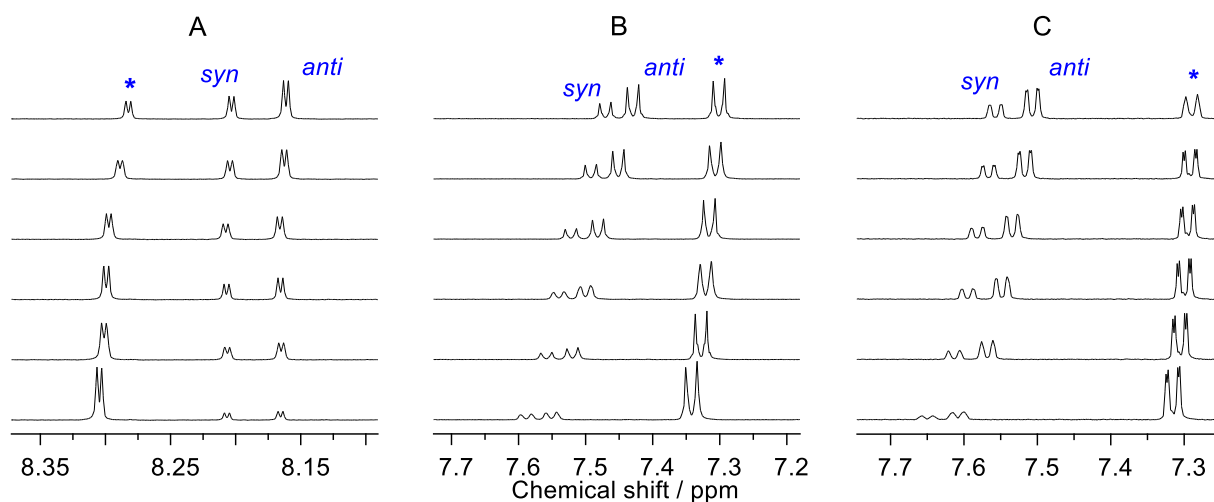 A
B
C
*
syn
anti
syn
anti
*
syn
anti
*
8.35
8.25
8.15
7.7
7.6
7.5
7.4
7.3
7.2
7.7
7.6
7.5
7.4
7.3
Chemical shift / ppm